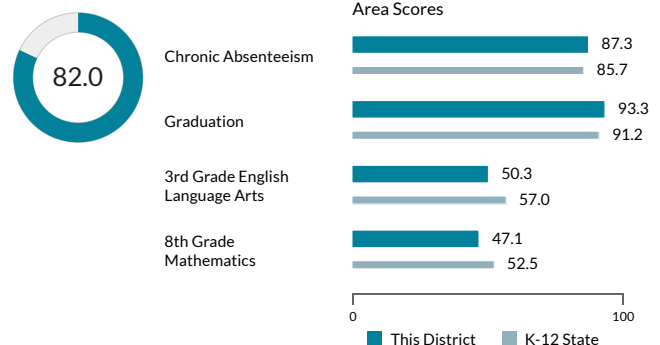 Area Scores
82.0
Chronic Absenteeism
87.3
85.7
Graduation
93.3
91.2
3rd Grade English
Language Arts
50.3
57.0
8th Grade
Mathematics
47.1
52.5
0
100
This District
K-12 State